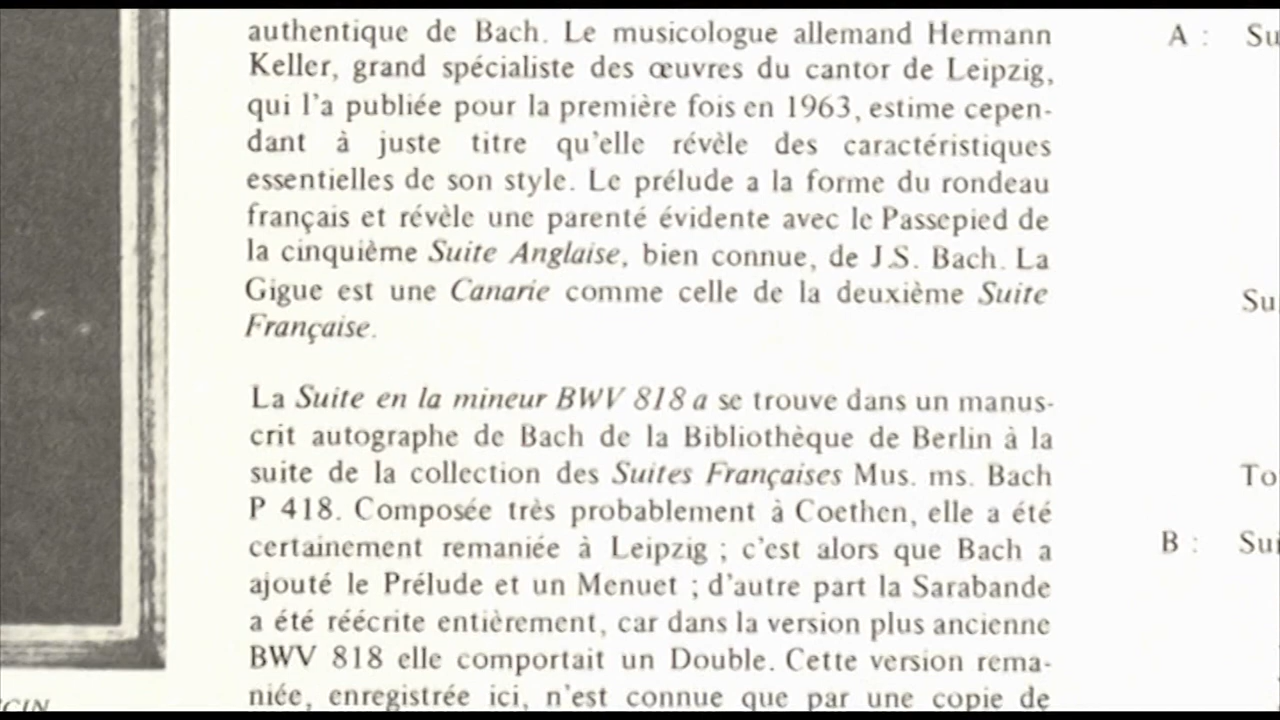 authentique de Bach. Le musicologue allemand Hermann
Keller, grand spécialiste des œuvres du cantor de Leipzig,
qui l'a publiée pour la première fois en 1963, estime cepen-
dant à juste titre qu'elle révèle des caractéristiques
essentielles de son style. Le prélude a la forme du rondeau
français et révèle une parenté évidente avec le Passepied de
la cinquième Suite Anglaise, bien connue, de J.S. Bach. La
Gigue est une Canarie comme celle de la deuxième Suite
Française.
La Suite en la mineur BWV 818 a se trouve dans un manus-
crit autographe de Bach de la Bibliothèque de Berlin à la
suite de la collection des Suites Françaises Mus. ms. Bach
P 418. Composée très probablement à Coethen, elle a été
certainement remaniée à Leipzig ; c'est alors que Bach a
ajouté le Prélude et un Menuet ; d'autre part la Sarabande
a été réécrite entièrement, car dans la version plus ancienne
BWV 818 elle comportait un Double. Cette version rema-
niée, enregistrée ici, n'est connue que par une copie de
A : Su
Su
To
B : Sui